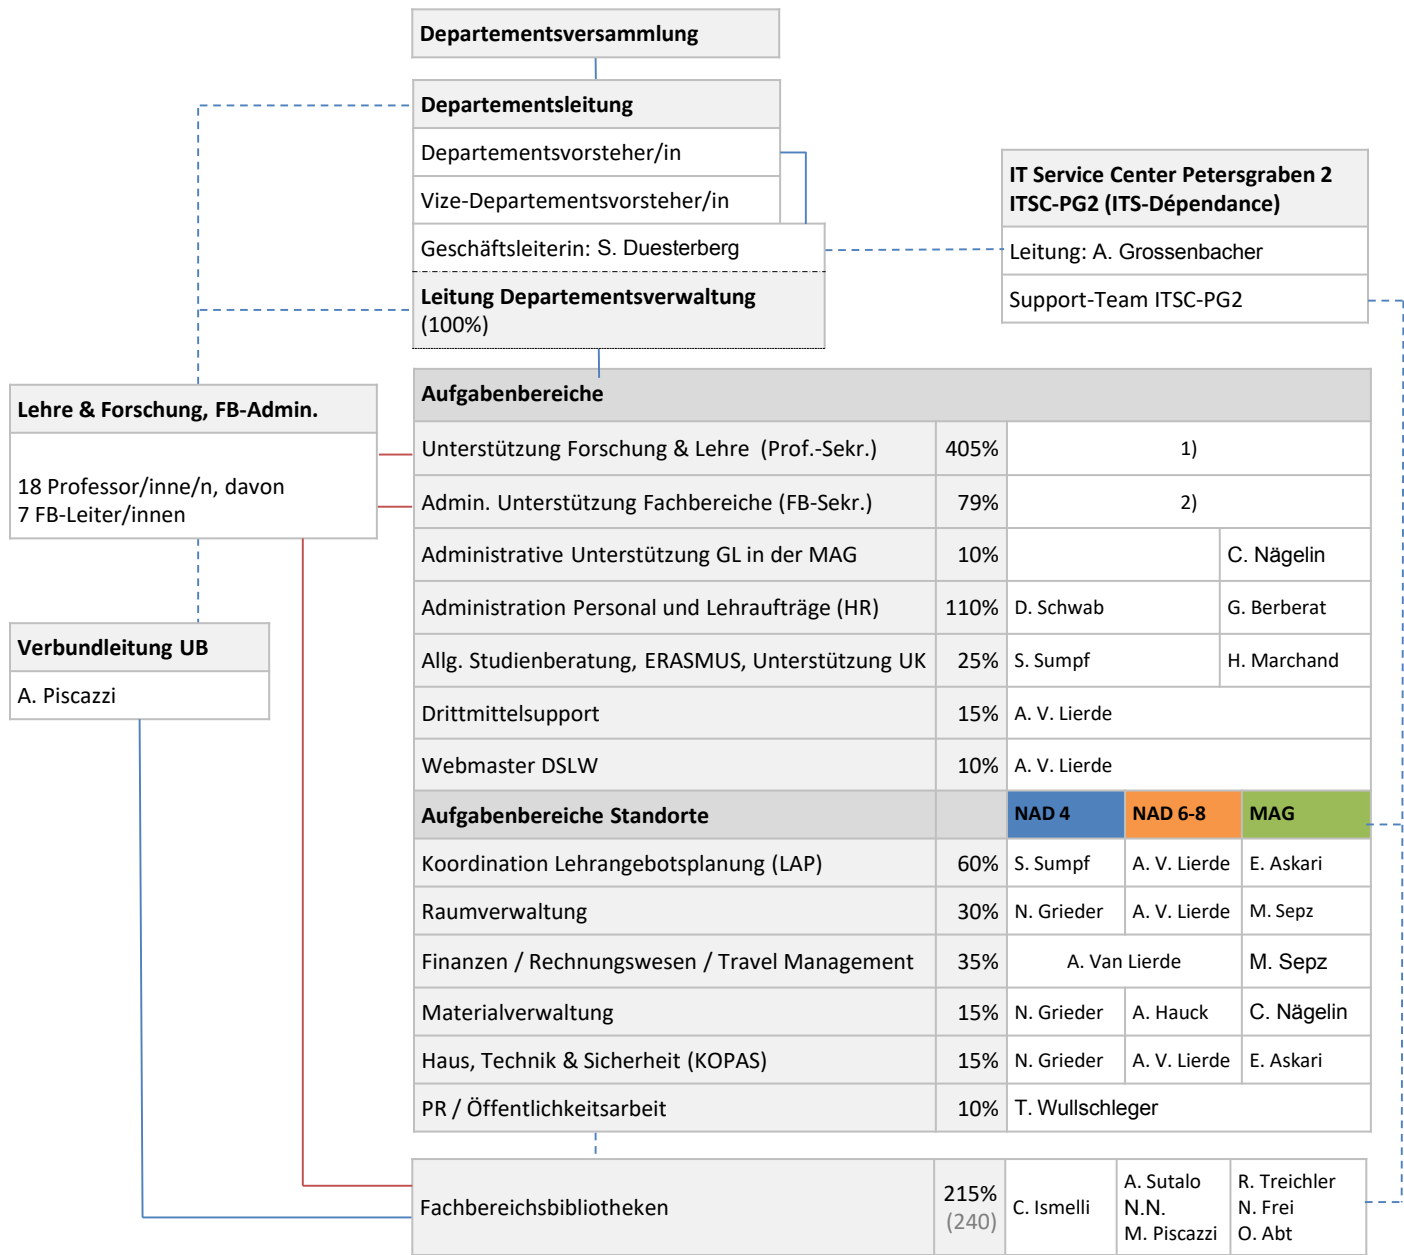 Departementsversammlung
Departementsleitung
Departementsvorsteher/in
Vize-Departementsvorsteher/in
Geschäftsleiterin: S. Duesterberg
Leitung Departementsverwaltung
(100%)
IT Service Center Petersgraben 2
ITSC-PG2 (ITS-Dépendance)
Leitung: A. Grossenbacher
Support-Team ITSC-PG2
Lehre & Forschung, FB-Admin.
18 Professor/inne/n, davon
7 FB-Leiter/innen
Verbundleitung UB
A. Piscazzi
Aufgabenbereiche
Unterstützung Forschung & Lehre (Prof.-Sekr.) 405% 1)
Admin. Unterstützung Fachbereiche (FB-Sekr.) 79% 2)
Administrative Unterstützung GL in der MAG 10% C. Nägelin
Administration Personal und Lehraufträge (HR) 110% D. Schwab G. Berberat
Allg. Studienberatung, ERASMUS, Unterstützung UK 25% S. Sumpf H. Marchand
Drittmittelsupport 15% A. V. Lierde
Webmaster DSLW 10% A. V. Lierde
Aufgabenbereiche Standorte NAD 4 NAD 6-8 MAG
Koordination Lehrangebotsplanung (LAP) 60% S. Sumpf A. V. Lierde E. Askari
Raumverwaltung 30% N. Grieder A. V. Lierde M. Sepz
Finanzen / Rechnungswesen / Travel Management 35% A. Van Lierde M. Sepz
Materialverwaltung 15% N. Grieder A. Hauck C. Nägelin
Haus, Technik & Sicherheit (KOPAS) 15% N. Grieder A. V. Lierde E. Askari
PR / Öffentlichkeitsarbeit 10% T. Wullschleger
Fachbereichsbibliotheken
215%
(240)
C. Ismelli
A. Sutalo
N.N.
M. Piscazzi
R. Treichler
N. Frei
O. Abt